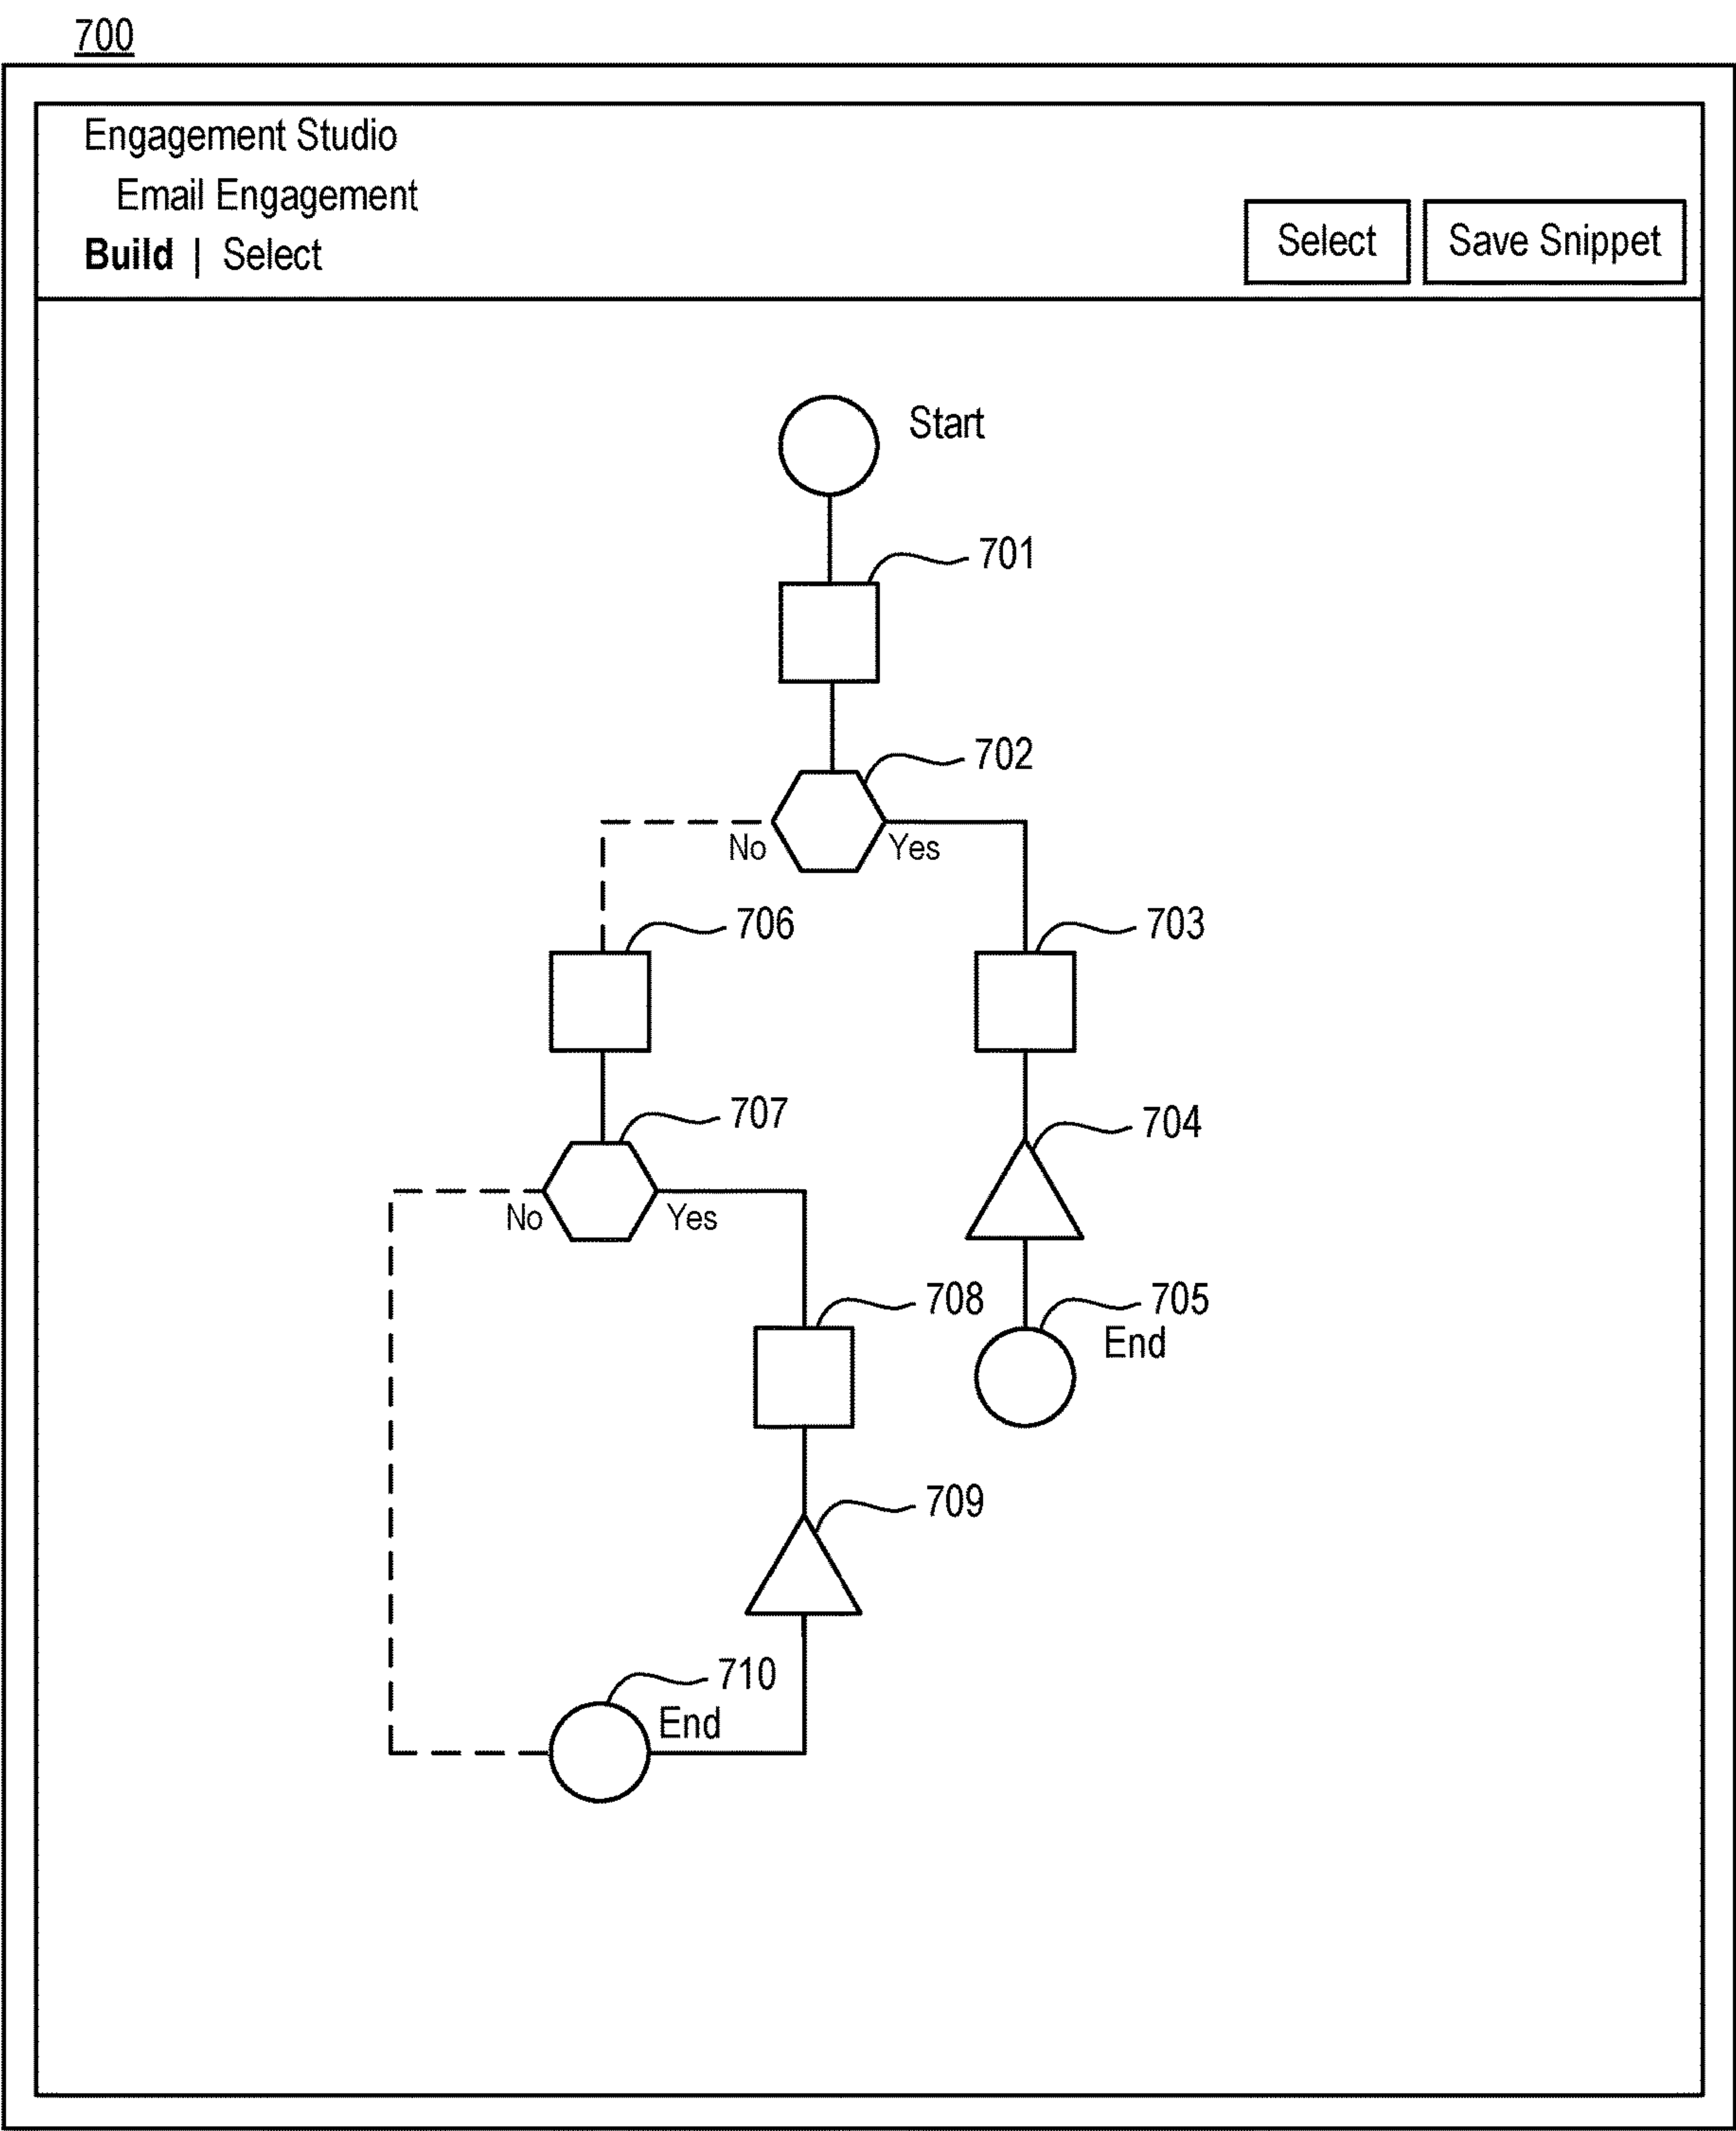 700
Engagement Studio
Email Engagement
Build | Select
Select
Save Snippet
Start
701
702
No
Yes
706
703
707
704
No
Yes
708
705
End
709
710
End